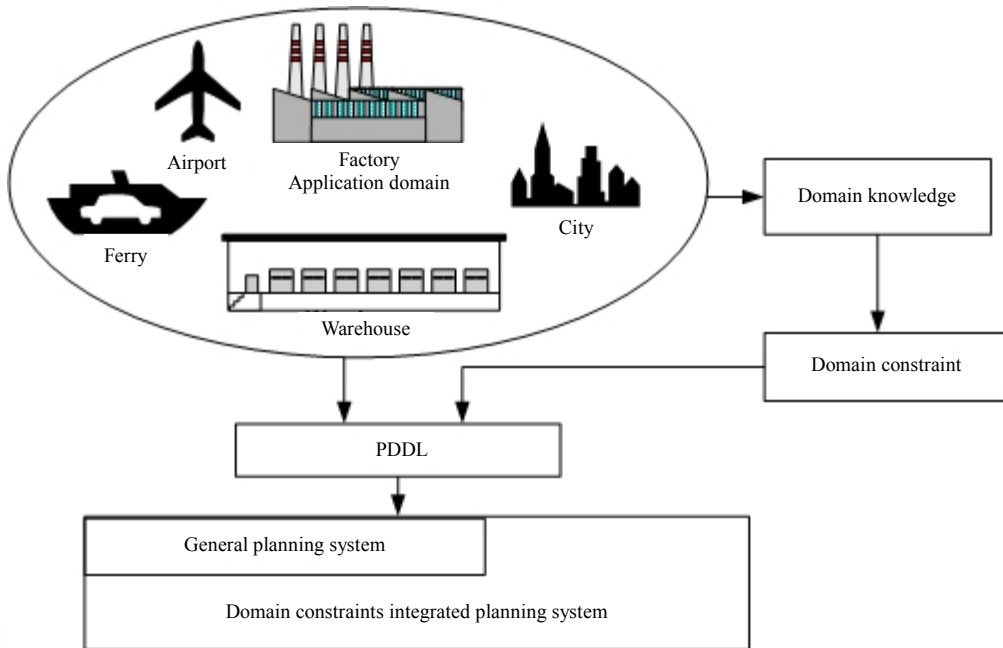 Airport
Factory
Application domain
Ferry
City
Warehouse
Domain knowledge
Domain constraint
PDDL
General planning system
Domain constraints integrated planning system